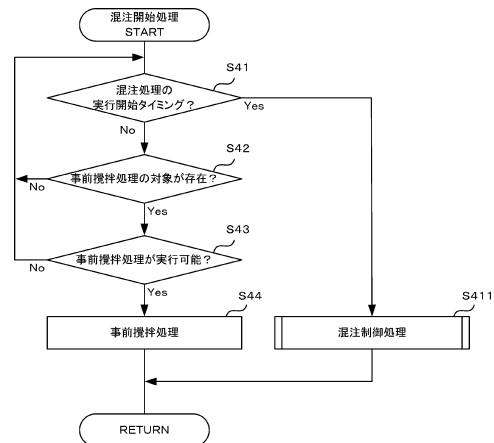 混注開始処理
START
S41
混注処理の
実行開始タイミング？
Yes
No
S42
事前攪拌処理の対象が存在？
No
Yes
S43
事前攪拌処理が実行可能？
No
Yes
S44
事前攪拌処理
S411
混注制御処理
RETURN